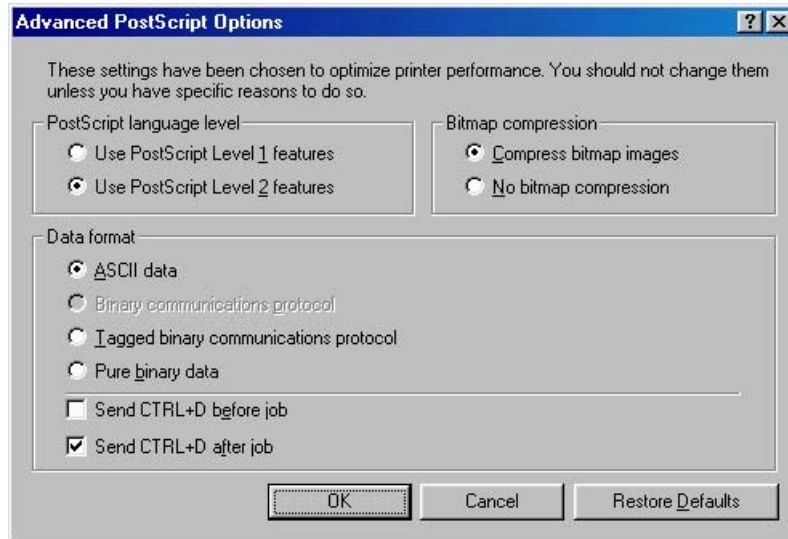 Advanced PostScript Options
These settings have been chosen to optimize printer performance. You should not change them
unless you have specific reasons to do so.
PostScript language level
Use PostScript Level 1 features
Use PostScript Level 2 features
Bitmap compression
Compress bitmap images
No bitmap compression
Data format
ASCII data
Binary communications protocol
Tagged binary communications protocol
Pure binary data
Send CTRL+D before job
Send CTRL+D after job
OK Cancel Restore Defaults